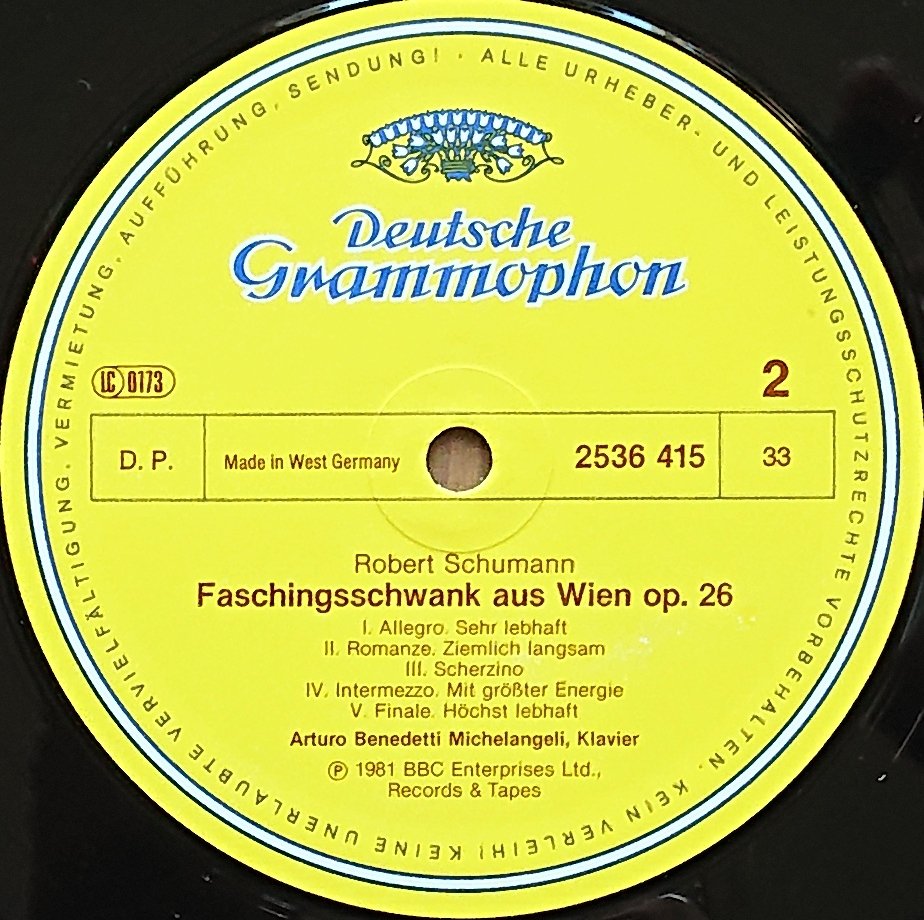 ALLE URHEBER- UND LEISTUNGSSCHUTZRECHTE VORBEHALTEN. KEIN VERLEIH! KEINE UNERLAUBTE VERVIELFÄLTIGUNG, VERMIETUNG, AUFFÜHRUNG, SENDUNG! ·
Deutsche
Grammophon
LC 0173
2
D. P.
Made in West Germany
2536 415
33
Robert Schumann
Faschingsschwank aus Wien op. 26
I. Allegro. Sehr lebhaft
II. Romanze. Ziemlich langsam
III. Scherzino
IV. Intermezzo. Mit größter Energie
V. Finale. Höchst lebhaft
Arturo Benedetti Michelangeli, Klavier
℗ 1981 BBC Enterprises Ltd.,
Records & Tapes